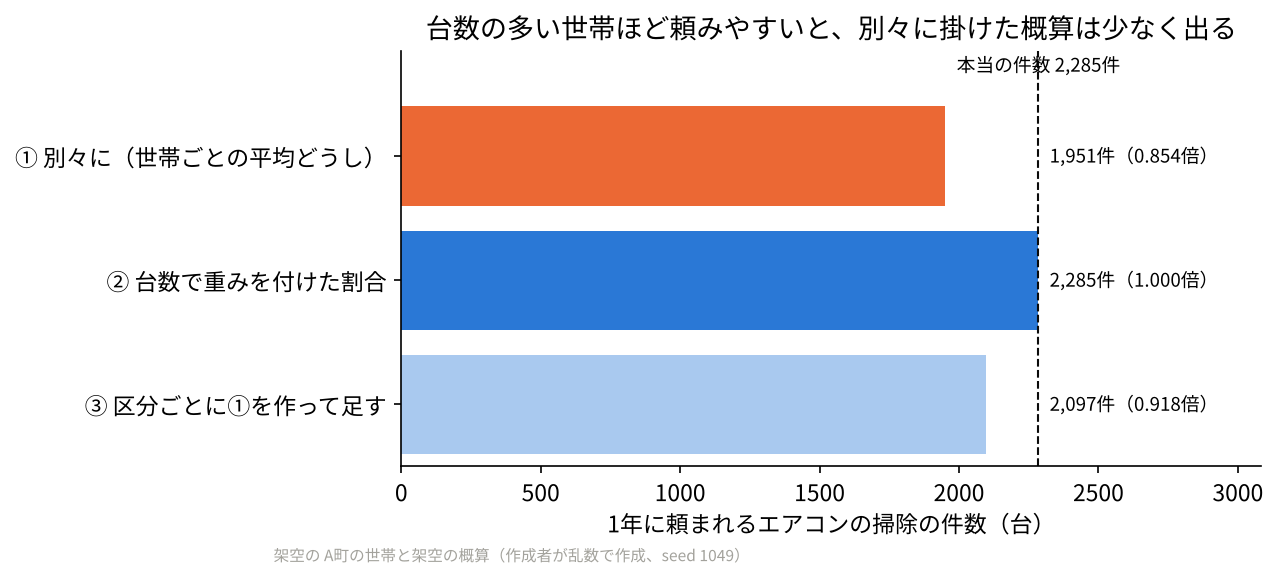 台数の多い世帯ほど頼みやすいと、別々に掛けた概算は少なく出る
本当の件数 2,285件
① 別々に（世帯ごとの平均どうし）
1,951件（0.854倍）
② 台数で重みを付けた割合
2,285件（1.000倍）
③ 区分ごとに①を作って足す
2,097件（0.918倍）
0 500 1000 1500 2000 2500 3000
1年に頼まれるエアコンの掃除の件数（台）
架空の A町の世帯と架空の概算（作成者が乱数で作成、seed 1049）